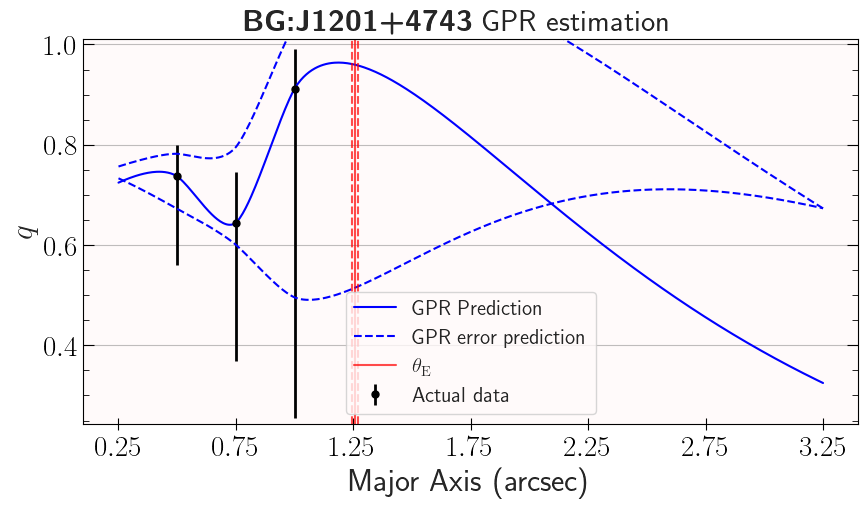 BG:J1201+4743 GPR estimation
1.0
0.8
0.6
0.4
q
GPR Prediction
GPR error prediction
θ_E
Actual data
0.25 0.75 1.25 1.75 2.25 2.75 3.25
Major Axis (arcsec)